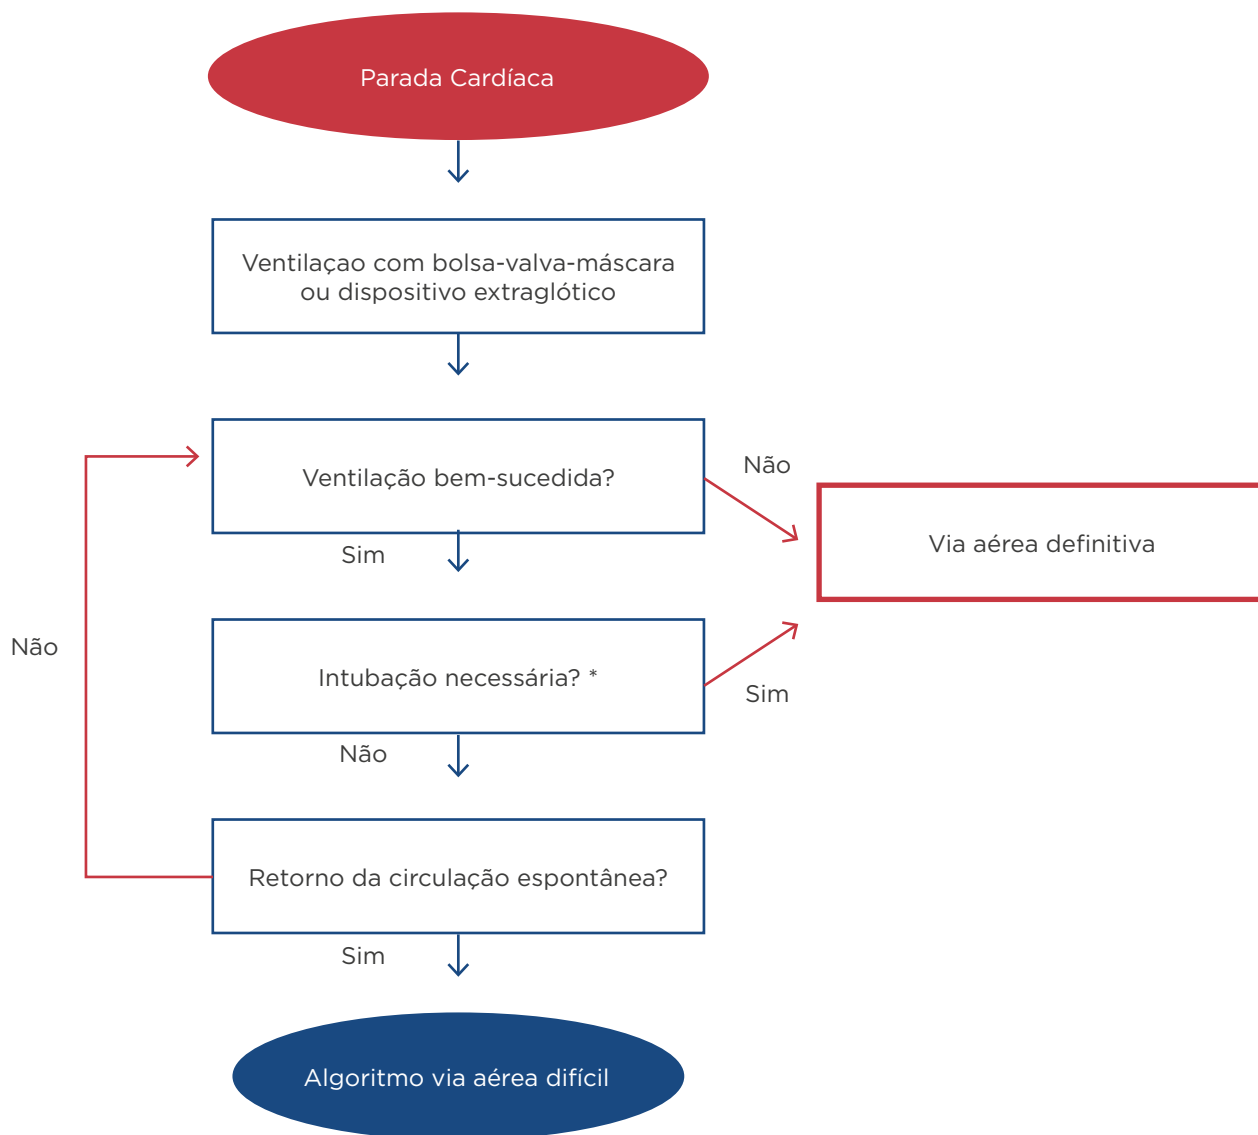 Parada Cardíaca
Ventilaçao com bolsa-valva-máscara
ou dispositivo extraglótico
Ventilação bem-sucedida?
Não
Via aérea definitiva
Sim
Não
Intubação necessária? *
Sim
Não
Retorno da circulação espontânea?
Sim
Algoritmo via aérea difícil